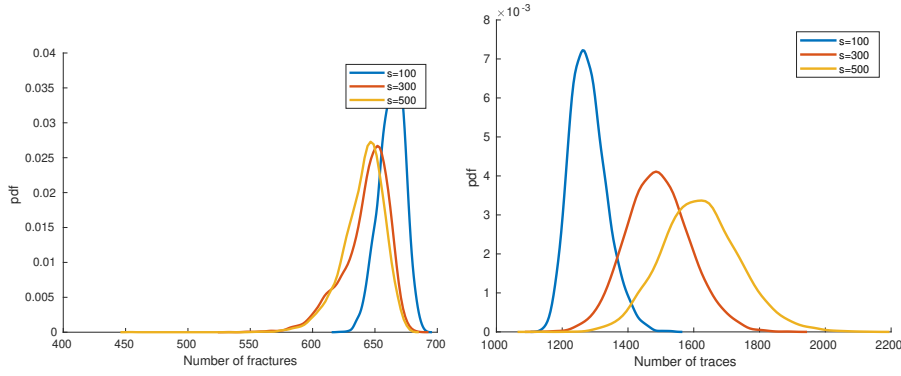 0.04
0.035
0.03
0.025
0.02
0.015
0.01
0.005
0
pdf
400 450 500 550 600 650 700
Number of fractures
s=100
s=300
s=500
×10⁻³
8
7
6
5
4
3
2
1
0
pdf
1000 1200 1400 1600 1800 2000 2200
Number of traces
s=100
s=300
s=500